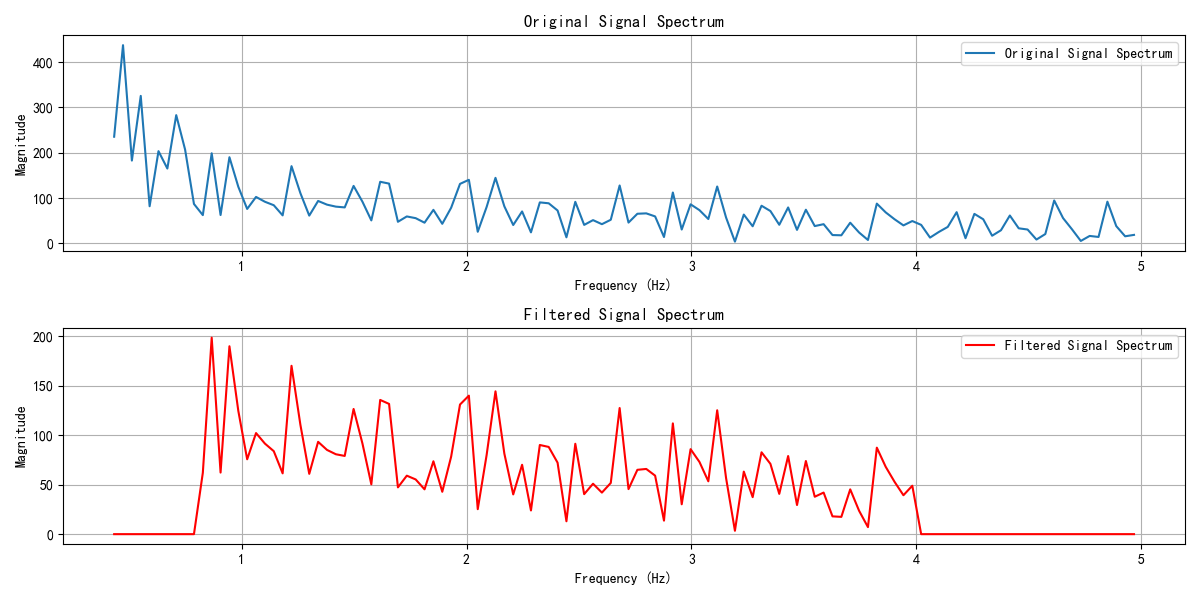 Original Signal Spectrum
Original Signal Spectrum
Magnitude
400
300
200
100
0
1 2 3 4 5
Frequency (Hz)
Filtered Signal Spectrum
Filtered Signal Spectrum
Magnitude
200
150
100
50
0
1 2 3 4 5
Frequency (Hz)